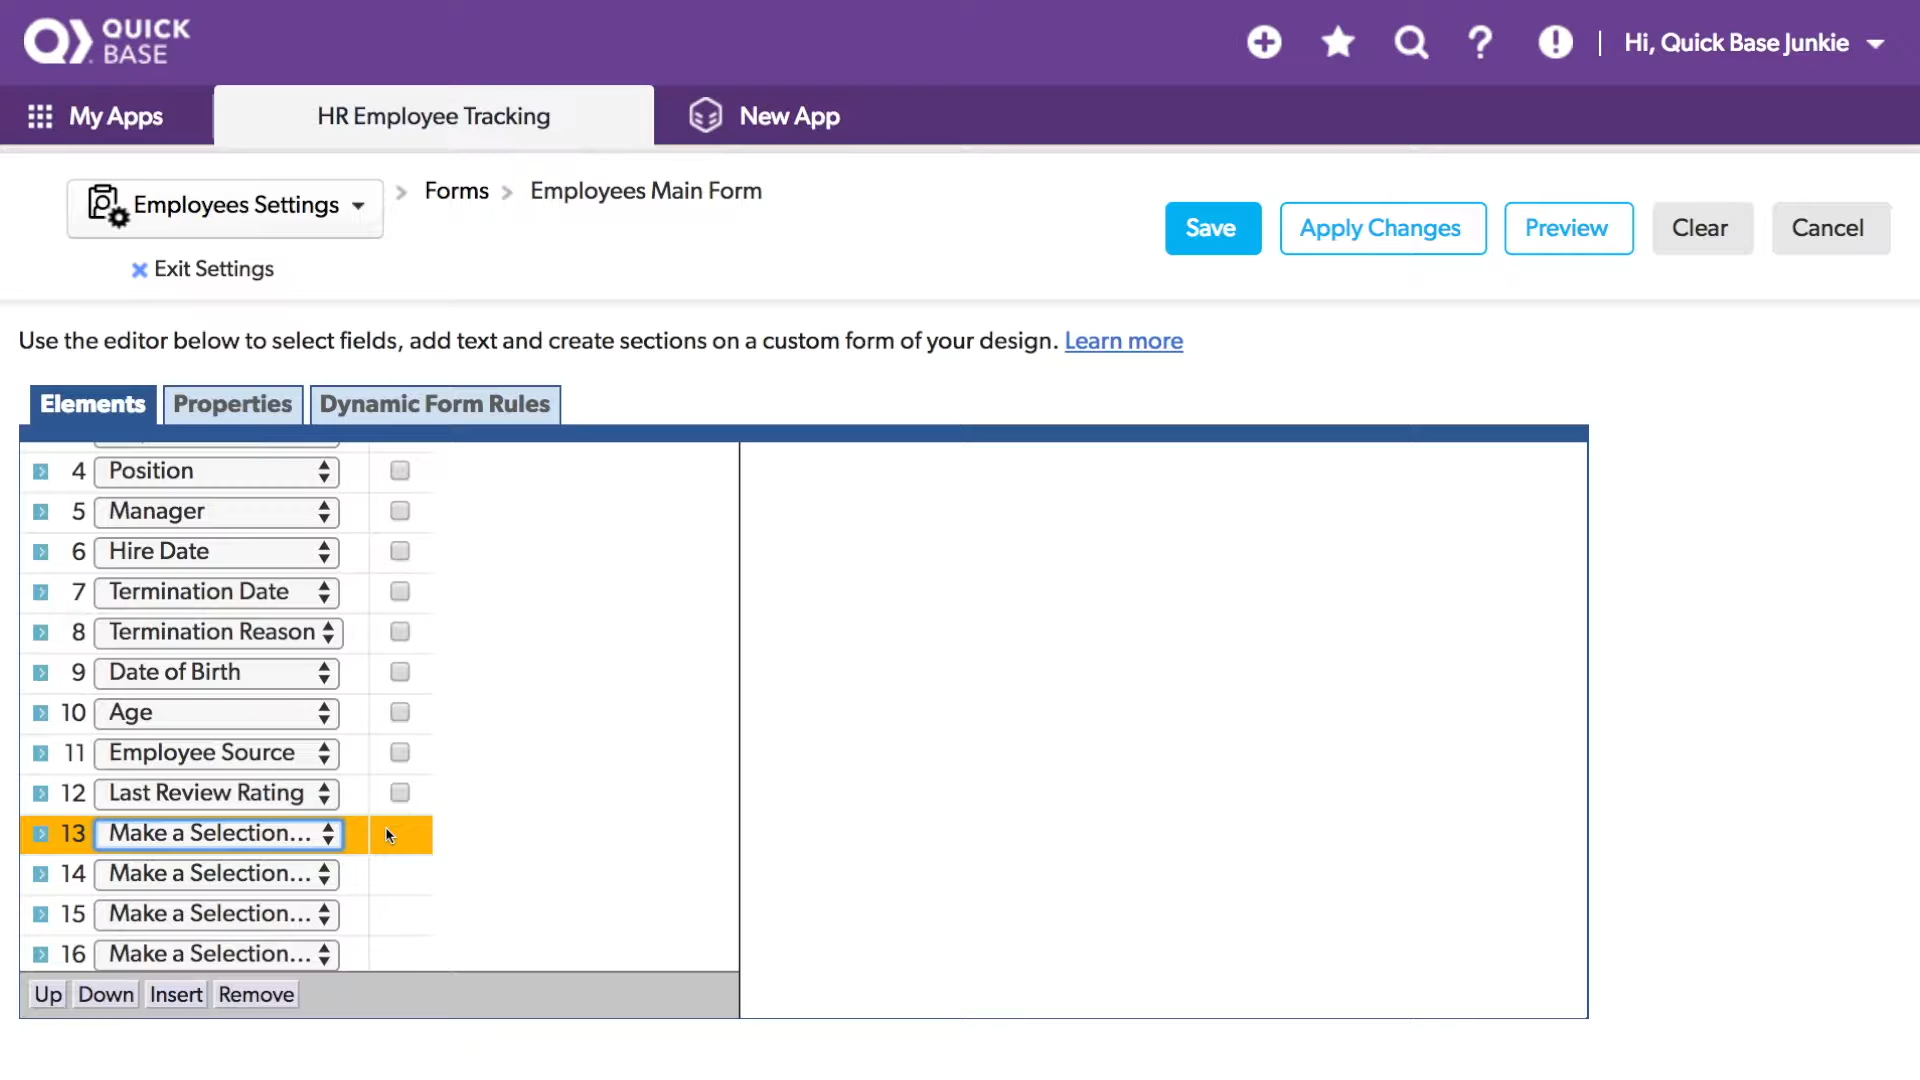 QUICK
BASE
Hi, Quick Base Junkie
My Apps
HR Employee Tracking
New App
Employees Settings
Forms
Employees Main Form
Exit Settings
Save
Apply Changes
Preview
Clear
Cancel
Use the editor below to select fields, add text and create sections on a custom form of your design. Learn more
Elements
Properties
Dynamic Form Rules
4 Position
5 Manager
6 Hire Date
7 Termination Date
8 Termination Reason
9 Date of Birth
10 Age
11 Employee Source
12 Last Review Rating
13 Make a Selection...
14 Make a Selection...
15 Make a Selection...
16 Make a Selection...
Up Down Insert Remove